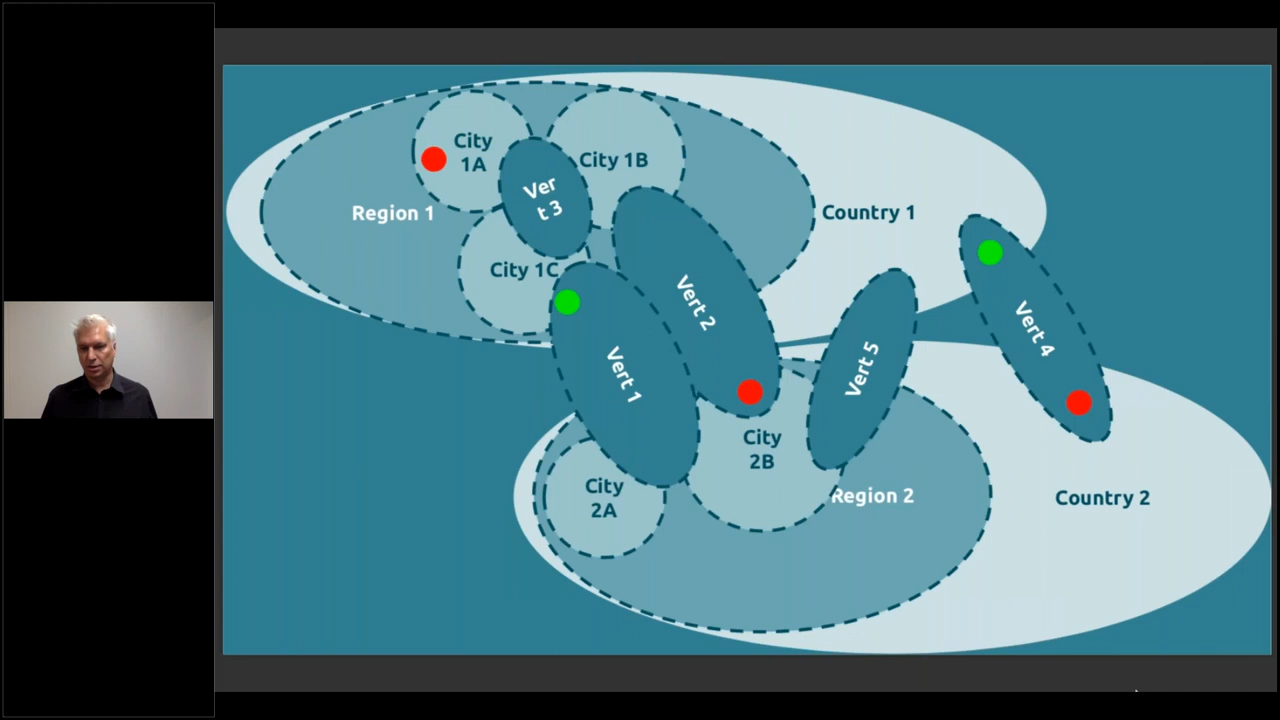 City
1A
City 1B
Ver
t 3
Region 1
Country 1
City 1C
Vert 2
Vert 4
Vert 1
Vert 5
City
2B
City
2A
Region 2
Country 2